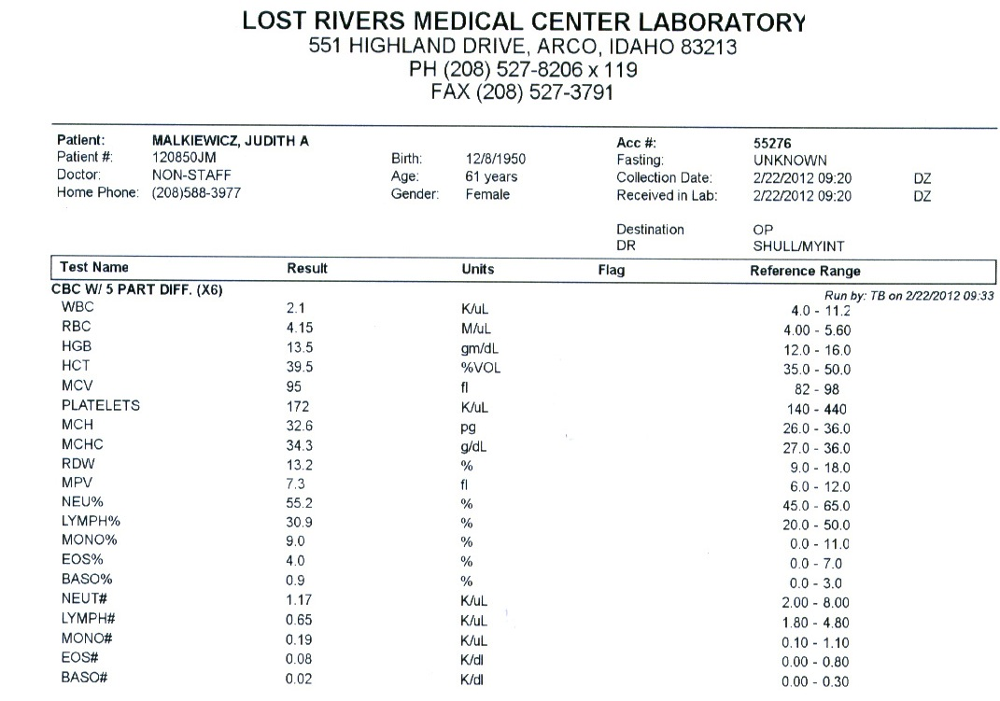 LOST RIVERS MEDICAL CENTER LABORATORY
551 HIGHLAND DRIVE, ARCO, IDAHO 83213
PH (208) 527-8206 x 119
FAX (208) 527-3791
Patient: MALKIEWICZ, JUDITH A Acc #: 55276
Patient #: 120850JM Birth: 12/8/1950 Fasting: UNKNOWN
Doctor: NON-STAFF Age: 61 years Collection Date: 2/22/2012 09:20 DZ
Home Phone: (208)588-3977 Gender: Female Received in Lab: 2/22/2012 09:20 DZ
Destination OP
DR SHULL/MYINT
Test Name Result Units Flag Reference Range
CBC W/ 5 PART DIFF. (X6) Run by: TB on 2/22/2012 09:33
WBC 2.1 K/uL 4.0 - 11.2
RBC 4.15 M/uL 4.00 - 5.60
HGB 13.5 gm/dL 12.0 - 16.0
HCT 39.5 %VOL 35.0 - 50.0
MCV 95 fl 82 - 98
PLATELETS 172 K/uL 140 - 440
MCH 32.6 pg 26.0 - 36.0
MCHC 34.3 g/dL 27.0 - 36.0
RDW 13.2 % 9.0 - 18.0
MPV 7.3 fl 6.0 - 12.0
NEU% 55.2 % 45.0 - 65.0
LYMPH% 30.9 % 20.0 - 50.0
MONO% 9.0 % 0.0 - 11.0
EOS% 4.0 % 0.0 - 7.0
BASO% 0.9 % 0.0 - 3.0
NEUT# 1.17 K/uL 2.00 - 8.00
LYMPH# 0.65 K/uL 1.80 - 4.80
MONO# 0.19 K/uL 0.10 - 1.10
EOS# 0.08 K/dl 0.00 - 0.80
BASO# 0.02 K/dl 0.00 - 0.30